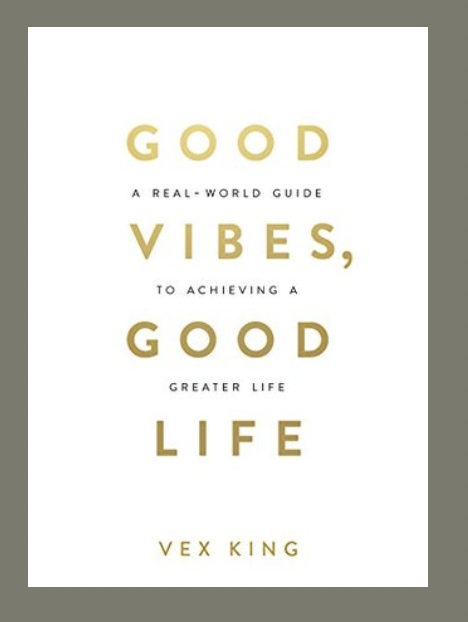 GOOD
A REAL-WORLD GUIDE
VIBES,
TO ACHIEVING A
GOOD
GREATER LIFE
LIFE
VEX KING